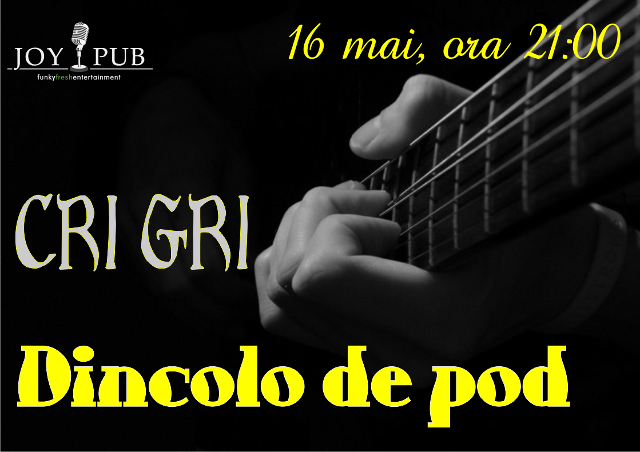 JOY PUB
funkyfreshentertainment
16 mai, ora 21:00
CRI GRI
Dincolo de pod